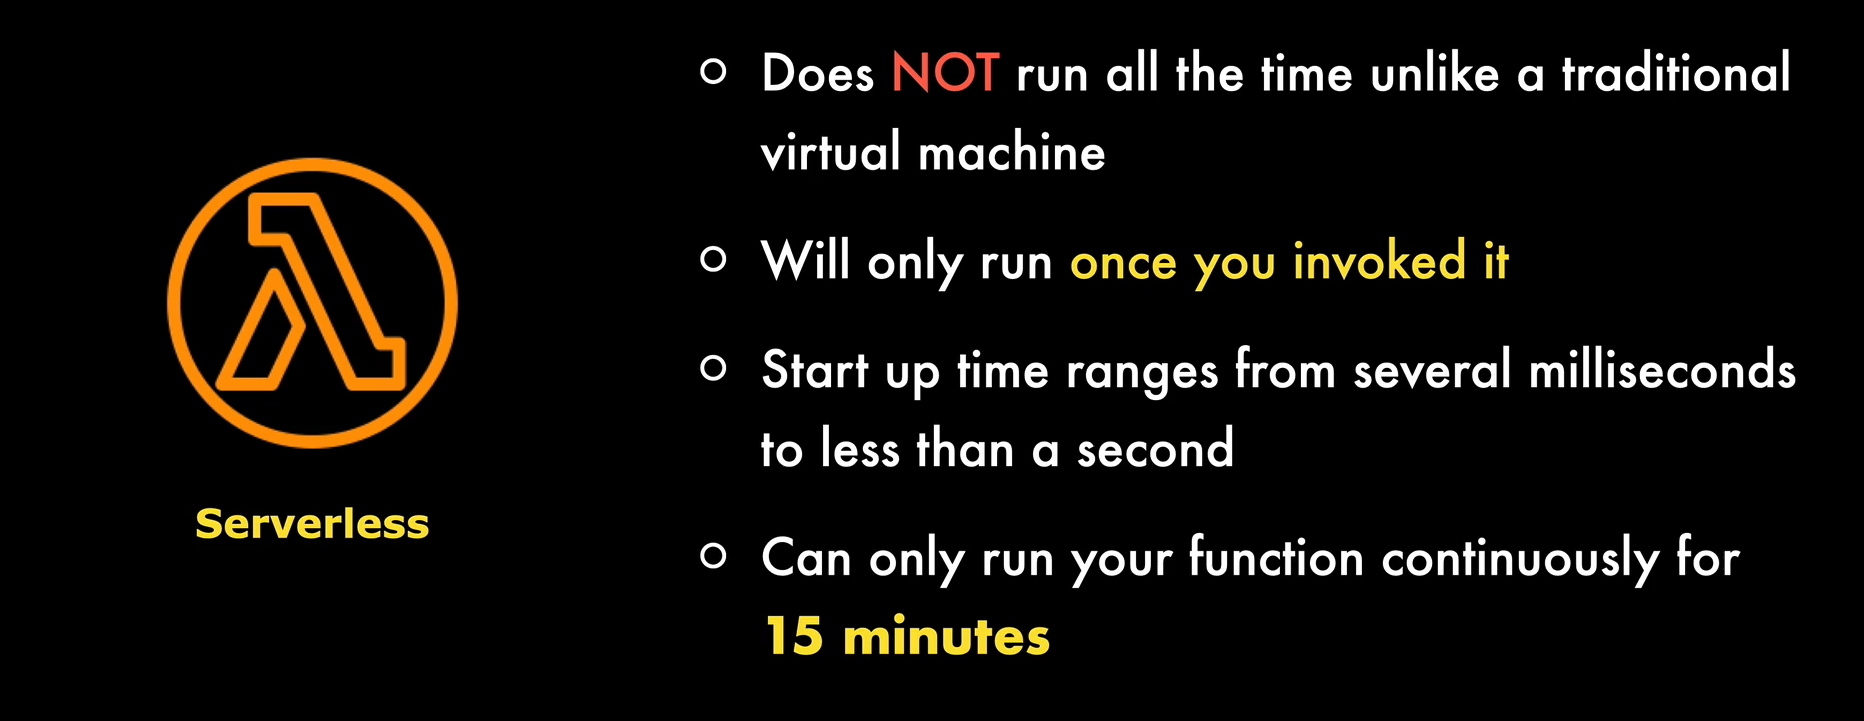 Does NOT run all the time unlike a traditional
virtual machine
Will only run once you invoked it
Start up time ranges from several milliseconds
to less than a second
Can only run your function continuously for
15 minutes
Serverless